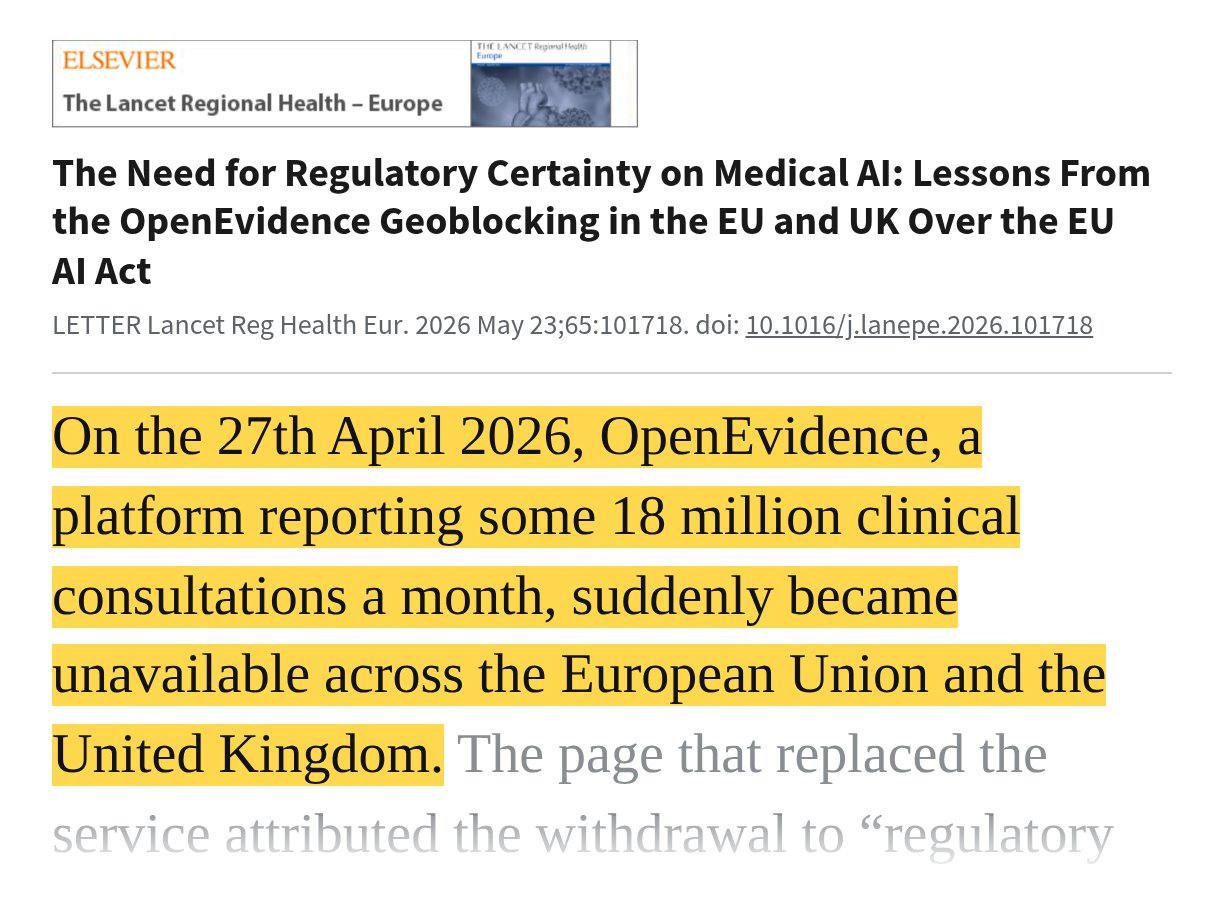 ELSEVIER
The Lancet Regional Health – Europe
THE LANCET Regional Health
Europe
The Need for Regulatory Certainty on Medical AI: Lessons From
the OpenEvidence Geoblocking in the EU and UK Over the EU
AI Act
LETTER Lancet Reg Health Eur. 2026 May 23;65:101718. doi: 10.1016/j.lanepe.2026.101718
On the 27th April 2026, OpenEvidence, a
platform reporting some 18 million clinical
consultations a month, suddenly became
unavailable across the European Union and the
United Kingdom. The page that replaced the
service attributed the withdrawal to “regulatory